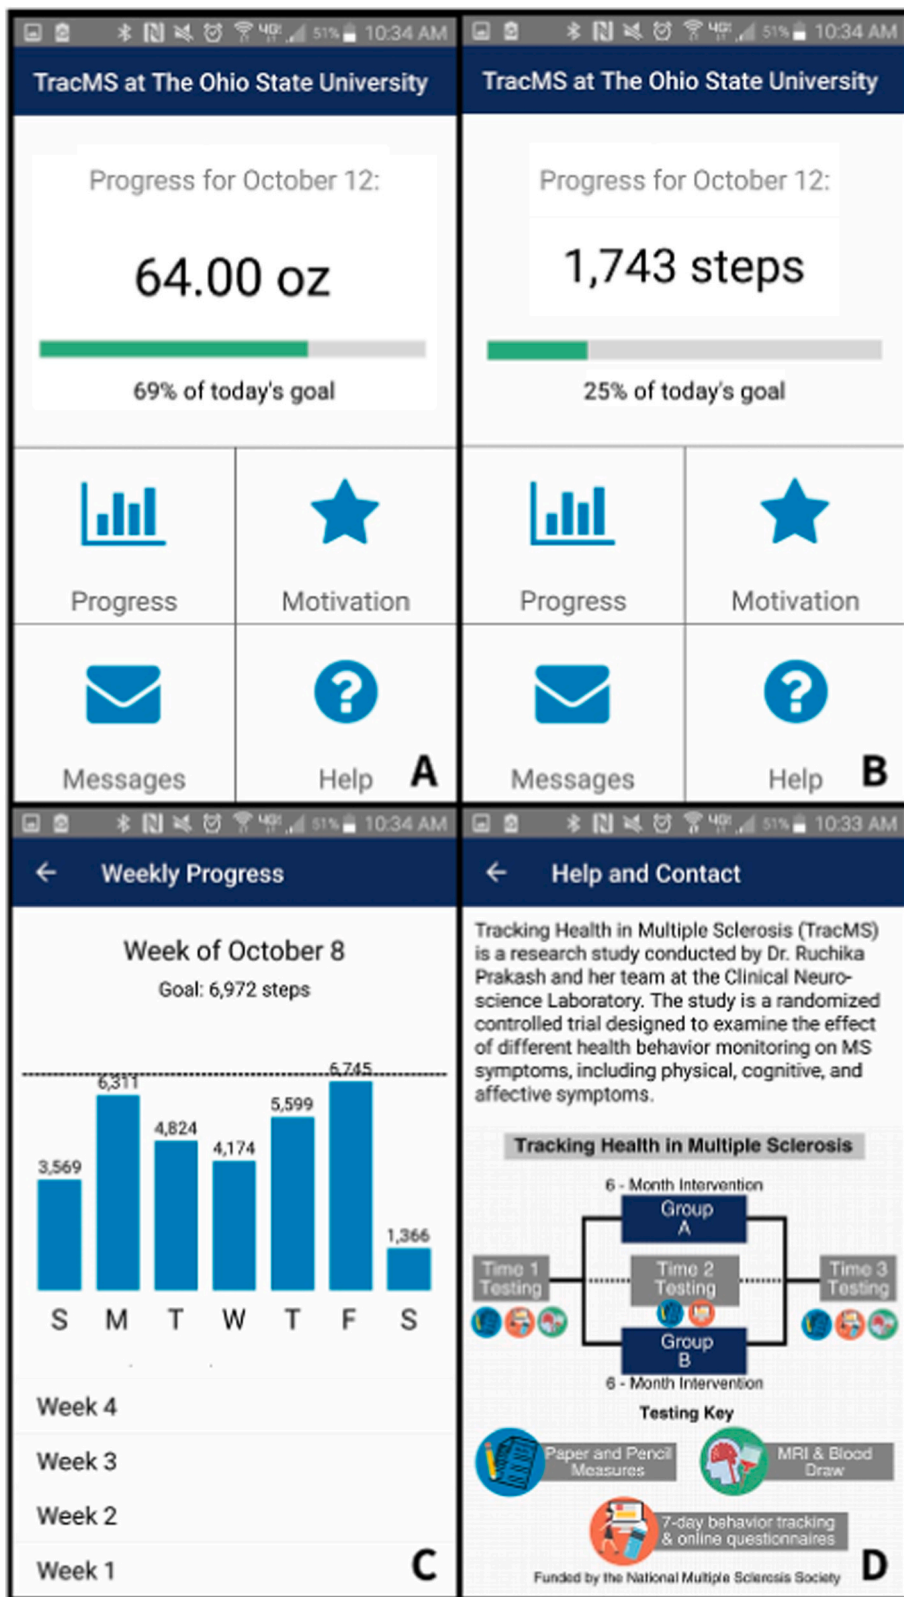 51% 10:34 AM
TracMS at The Ohio State University
Progress for October 12:
64.00 oz
69% of today's goal
Progress
Motivation
Messages
Help
A
51% 10:34 AM
TracMS at The Ohio State University
Progress for October 12:
1,743 steps
25% of today's goal
Progress
Motivation
Messages
Help
B
51% 10:34 AM
Weekly Progress
Week of October 8
Goal: 6,972 steps
3,569
6,311
4,824
4,174
5,599
6,745
1,366
S M T W T F S
Week 4
Week 3
Week 2
Week 1
C
51% 10:33 AM
Help and Contact
Tracking Health in Multiple Sclerosis (TracMS)
is a research study conducted by Dr. Ruchika
Prakash and her team at the Clinical Neuro-
science Laboratory. The study is a randomized
controlled trial designed to examine the effect
of different health behavior monitoring on MS
symptoms, including physical, cognitive, and
affective symptoms.
Tracking Health in Multiple Sclerosis
6 - Month Intervention
Group
A
Time 1
Testing
Time 2
Testing
Time 3
Testing
Group
B
6 - Month Intervention
Testing Key
Paper and Pencil
Measures
MRI & Blood
Draw
7-day behavior tracking
& online questionnaires
Funded by the National Multiple Sclerosis Society
D